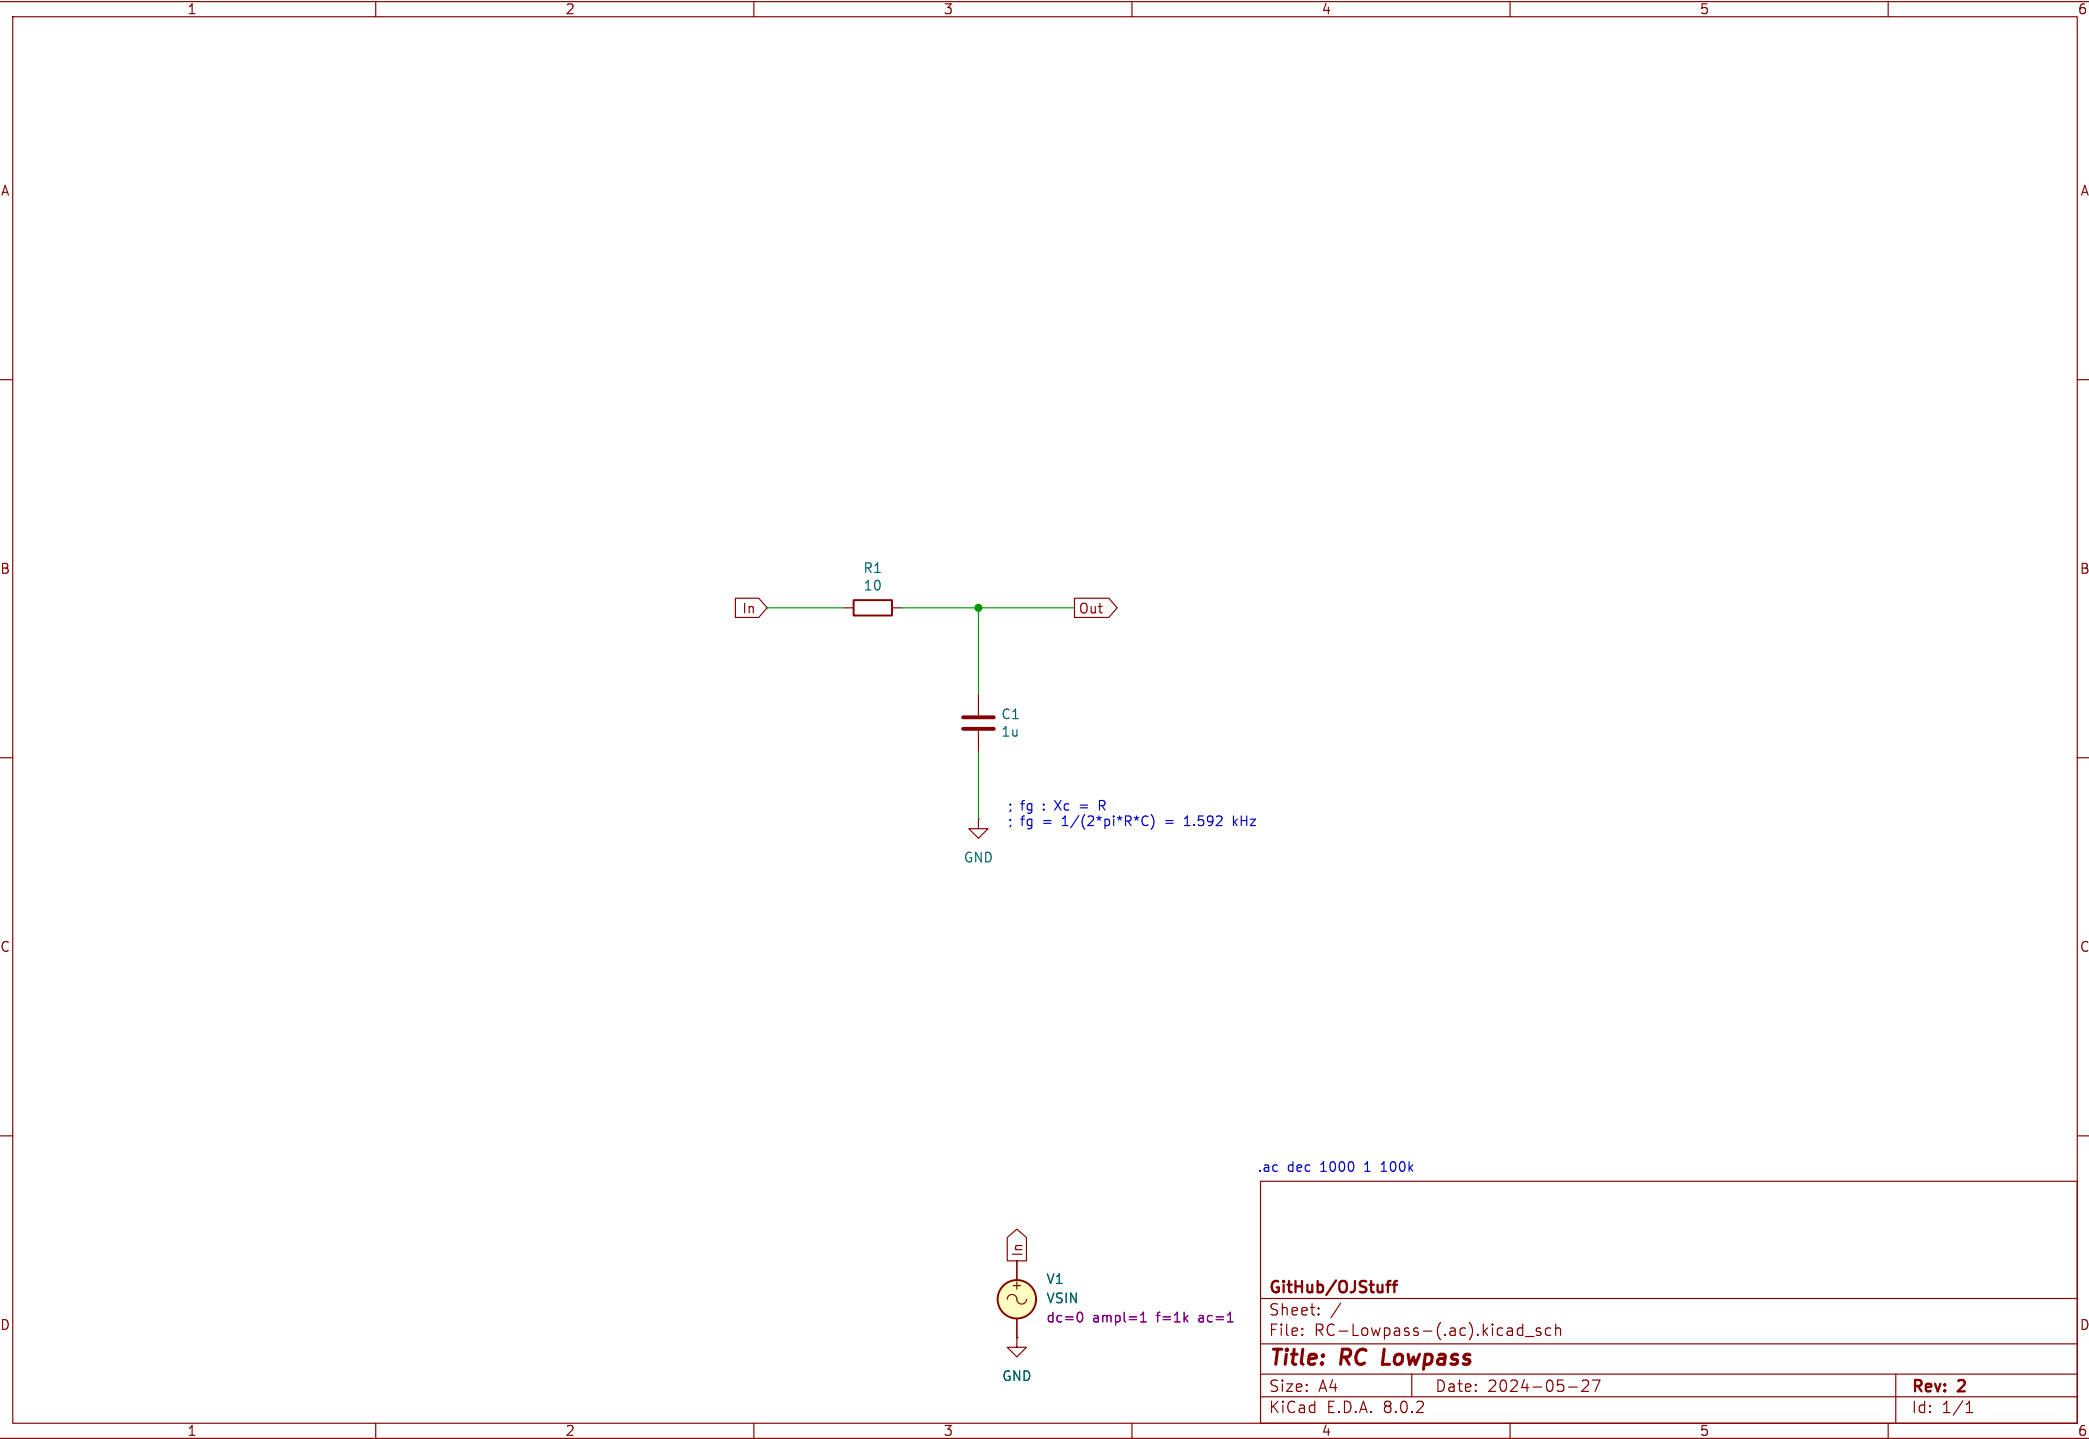 1 2 3 4 5 6
A A
B B
R1
10
In
Out
C1
1u
; fg : Xc = R
; fg = 1/(2*pi*R*C) = 1.592 kHz
GND
C C
.ac dec 1000 1 100k
In
V1
VSIN
dc=0 ampl=1 f=1k ac=1
GND
D D
GitHub/OJStuff
Sheet: /
File: RC-Lowpass-(.ac).kicad_sch
Title: RC Lowpass
Size: A4 Date: 2024-05-27 Rev: 2
KiCad E.D.A. 8.0.2 Id: 1/1
1 2 3 4 5 6